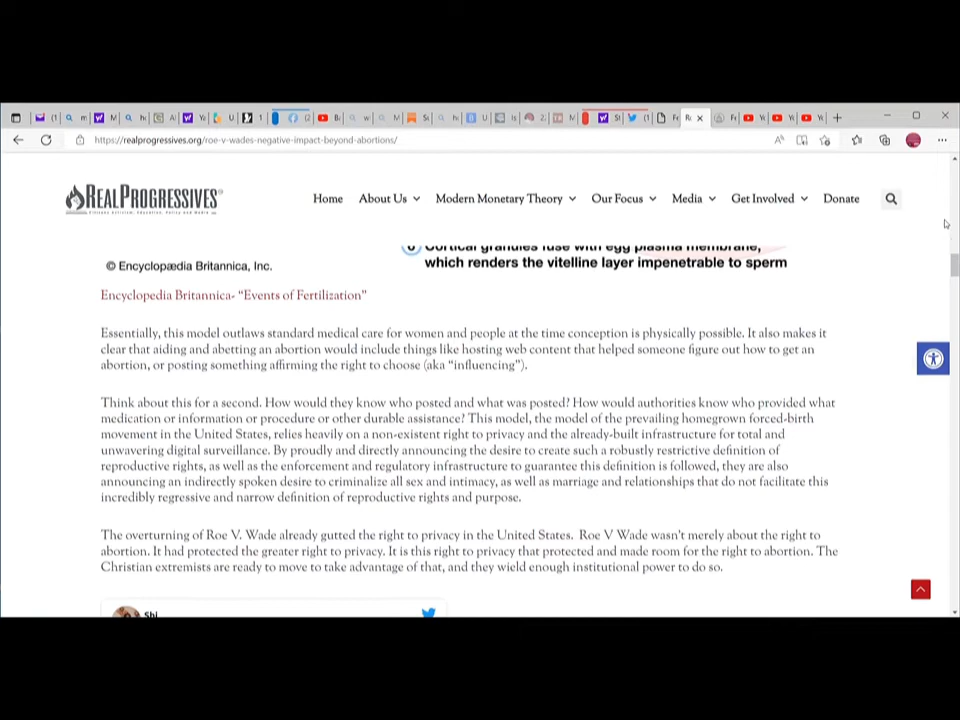 https://realprogressives.org/roe-v-wades-negative-impact-beyond-abortions/
REALPROGRESSIVES
Home About Us Modern Monetary Theory Our Focus Media Get Involved Donate
Cortical granules fuse with egg plasma membrane,
which renders the vitelline layer impenetrable to sperm
© Encyclopædia Britannica, Inc.
Encyclopedia Britannica- “Events of Fertilization”
Essentially, this model outlaws standard medical care for women and people at the time conception is physically possible. It also makes it
clear that aiding and abetting an abortion would include things like hosting web content that helped someone figure out how to get an
abortion, or posting something affirming the right to choose (aka “influencing”).
Think about this for a second. How would they know who posted and what was posted? How would authorities know who provided what
medication or information or procedure or other durable assistance? This model, the model of the prevailing homegrown forced-birth
movement in the United States, relies heavily on a non-existent right to privacy and the already-built infrastructure for total and
unwavering digital surveillance. By proudly and directly announcing the desire to create such a robustly restrictive definition of
reproductive rights, as well as the enforcement and regulatory infrastructure to guarantee this definition is followed, they are also
announcing an indirectly spoken desire to criminalize all sex and intimacy, as well as marriage and relationships that do not facilitate this
incredibly regressive and narrow definition of reproductive rights and purpose.
The overturning of Roe V. Wade already gutted the right to privacy in the United States. Roe V Wade wasn’t merely about the right to
abortion. It had protected the greater right to privacy. It is this right to privacy that protected and made room for the right to abortion. The
Christian extremists are ready to move to take advantage of that, and they wield enough institutional power to do so.